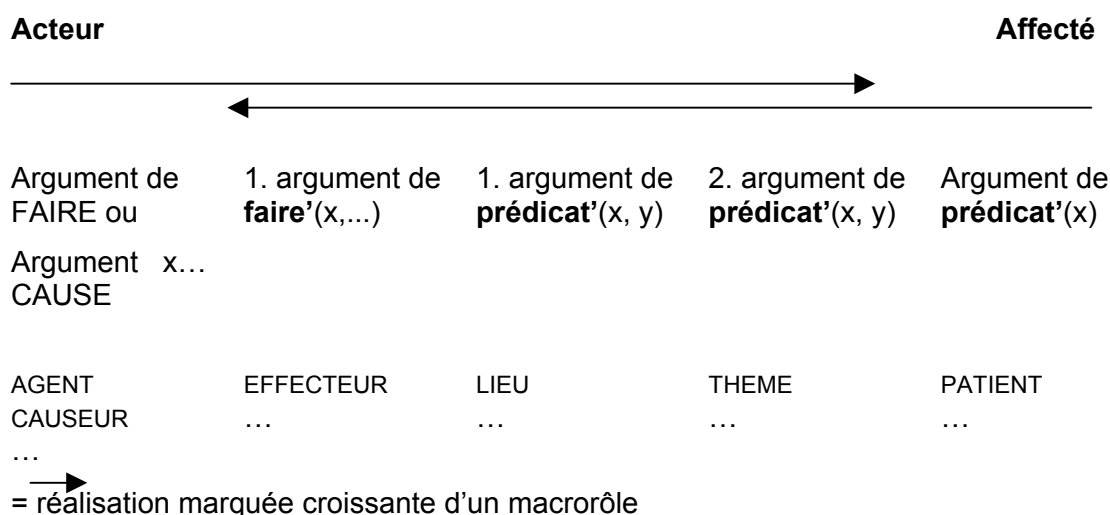 Acteur Affecté
Argument de 1. argument de 1. argument de 2. argument de Argument de
FAIRE ou faire’(x,...) prédicat’(x, y) prédicat’(x, y) prédicat’(x)
Argument x…
CAUSE
AGENT EFFECTEUR LIEU THEME PATIENT
CAUSEUR … … … …
…
= réalisation marquée croissante d’un macrorôle